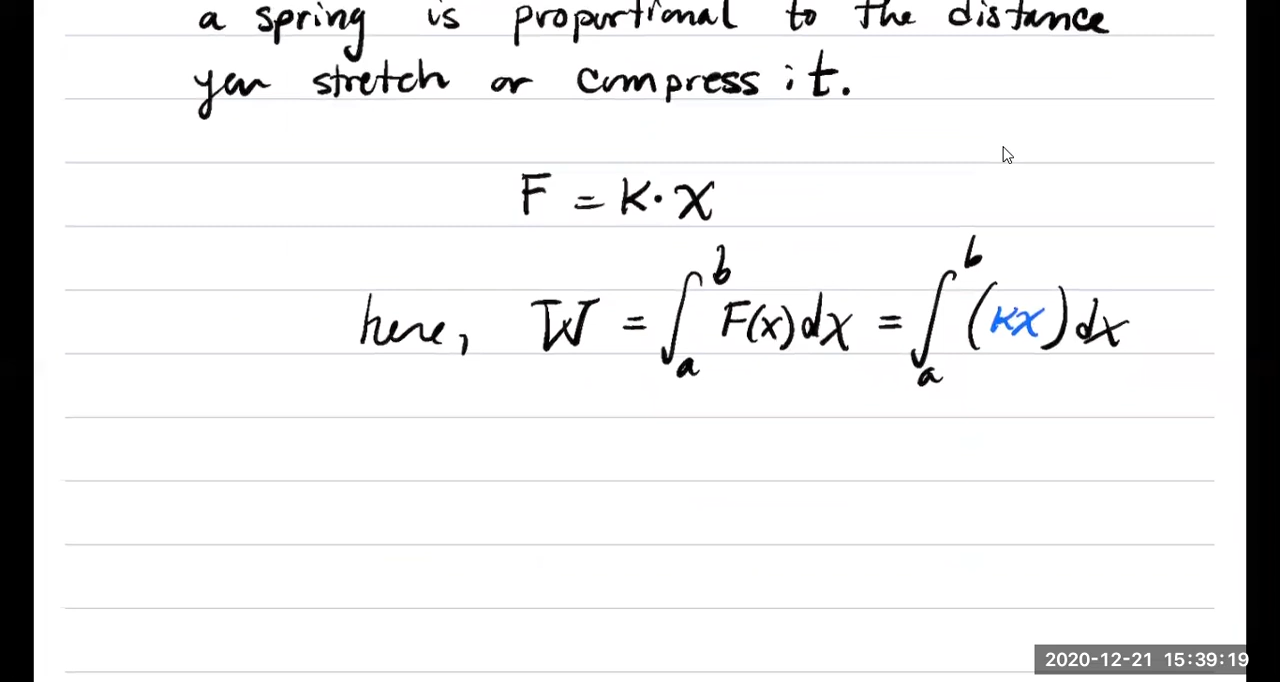 a spring is proportional to the distance
you stretch or compress it.
F = K · x
here, W = ∫_a^b F(x)dx = ∫_a^b (Kx)dx
2020-12-21 15:39:19